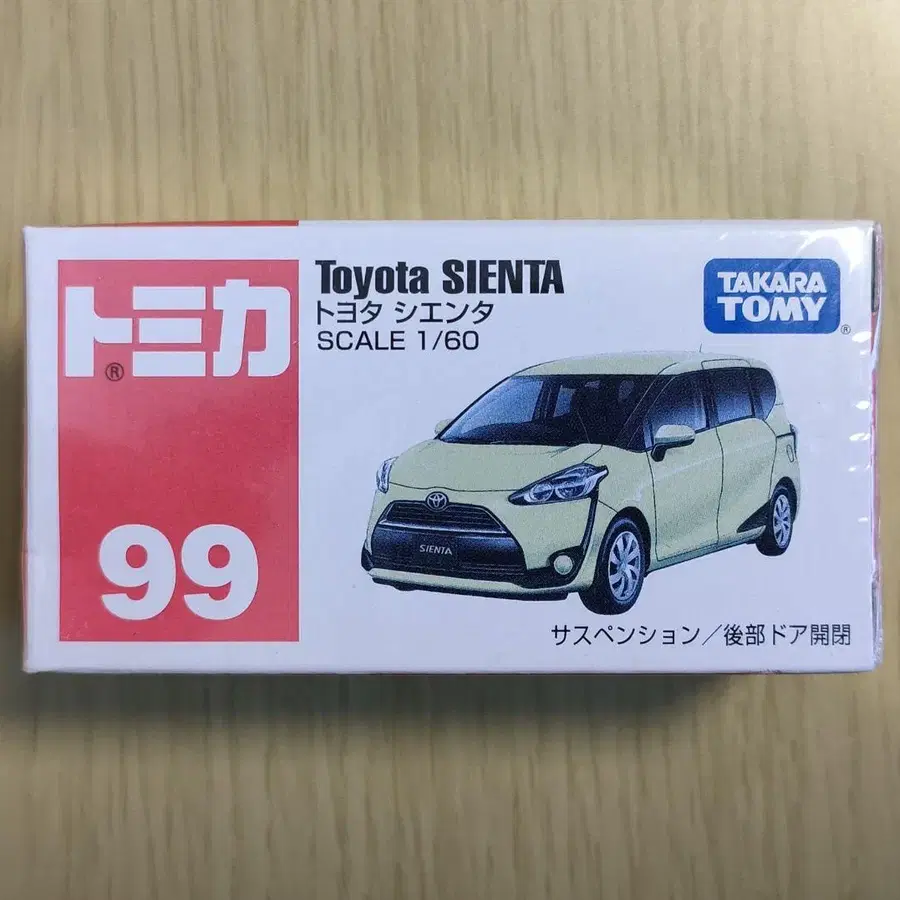 トミカ
®
99
Toyota SIENTA
トヨタ シエンタ
SCALE 1/60
TAKARA
TOMY
®
SIENTA
サスペンション／後部ドア開閉